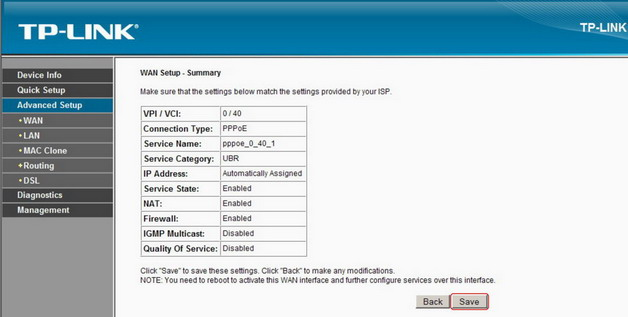 TP-LINK®
TP-LINK
Device Info
Quick Setup
Advanced Setup
•WAN
•LAN
•MAC Clone
+Routing
•DSL
Diagnostics
Management
WAN Setup - Summary
Make sure that the settings below match the settings provided by your ISP.
VPI / VCI: 0 / 40
Connection Type: PPPoE
Service Name: pppoe_0_40_1
Service Category: UBR
IP Address: Automatically Assigned
Service State: Enabled
NAT: Enabled
Firewall: Enabled
IGMP Multicast: Disabled
Quality Of Service: Disabled
Click "Save" to save these settings. Click "Back" to make any modifications.
NOTE: You need to reboot to activate this WAN interface and further configure services over this interface.
Back Save